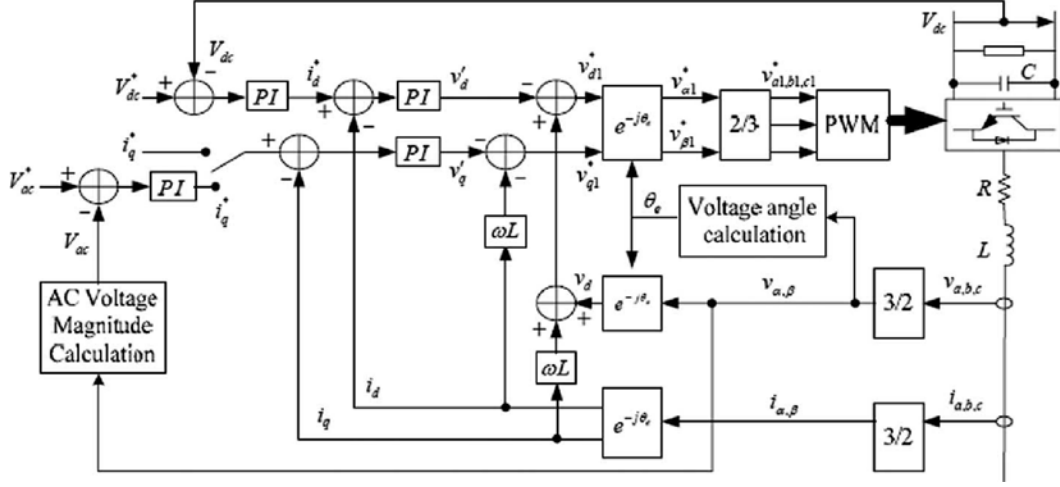 V_dc
V_dc
C
V*_dc + − PI i*_d + − PI v'_d − + v*_d1 e^{-jθ_e} v*_α1 2/3 v*_a1,b1,c1 PWM
i*_q + − PI v'_q − − v*_q1 v*_β1
V*_ac + − PI i*_q
R
V_ac
ωL
θ_e Voltage angle
calculation
L
AC Voltage
Magnitude
Calculation
v_d + + e^{-jθ_e} v_α,β 3/2 v_a,b,c
ωL
i_d
i_q e^{-jθ_e} i_α,β 3/2 i_a,b,c